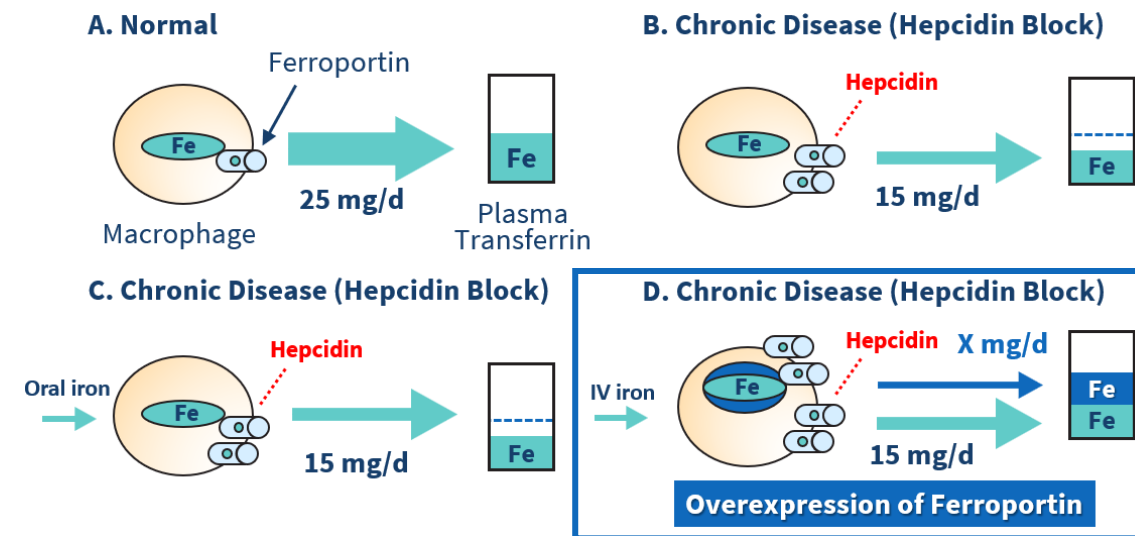 A. Normal
Ferroportin
Fe
25 mg/d
Fe
Macrophage
Plasma
Transferrin
B. Chronic Disease (Hepcidin Block)
Hepcidin
Fe
15 mg/d
Fe
C. Chronic Disease (Hepcidin Block)
Hepcidin
Oral iron
Fe
15 mg/d
Fe
D. Chronic Disease (Hepcidin Block)
Hepcidin
X mg/d
IV iron
Fe
Fe
Fe
15 mg/d
Overexpression of Ferroportin